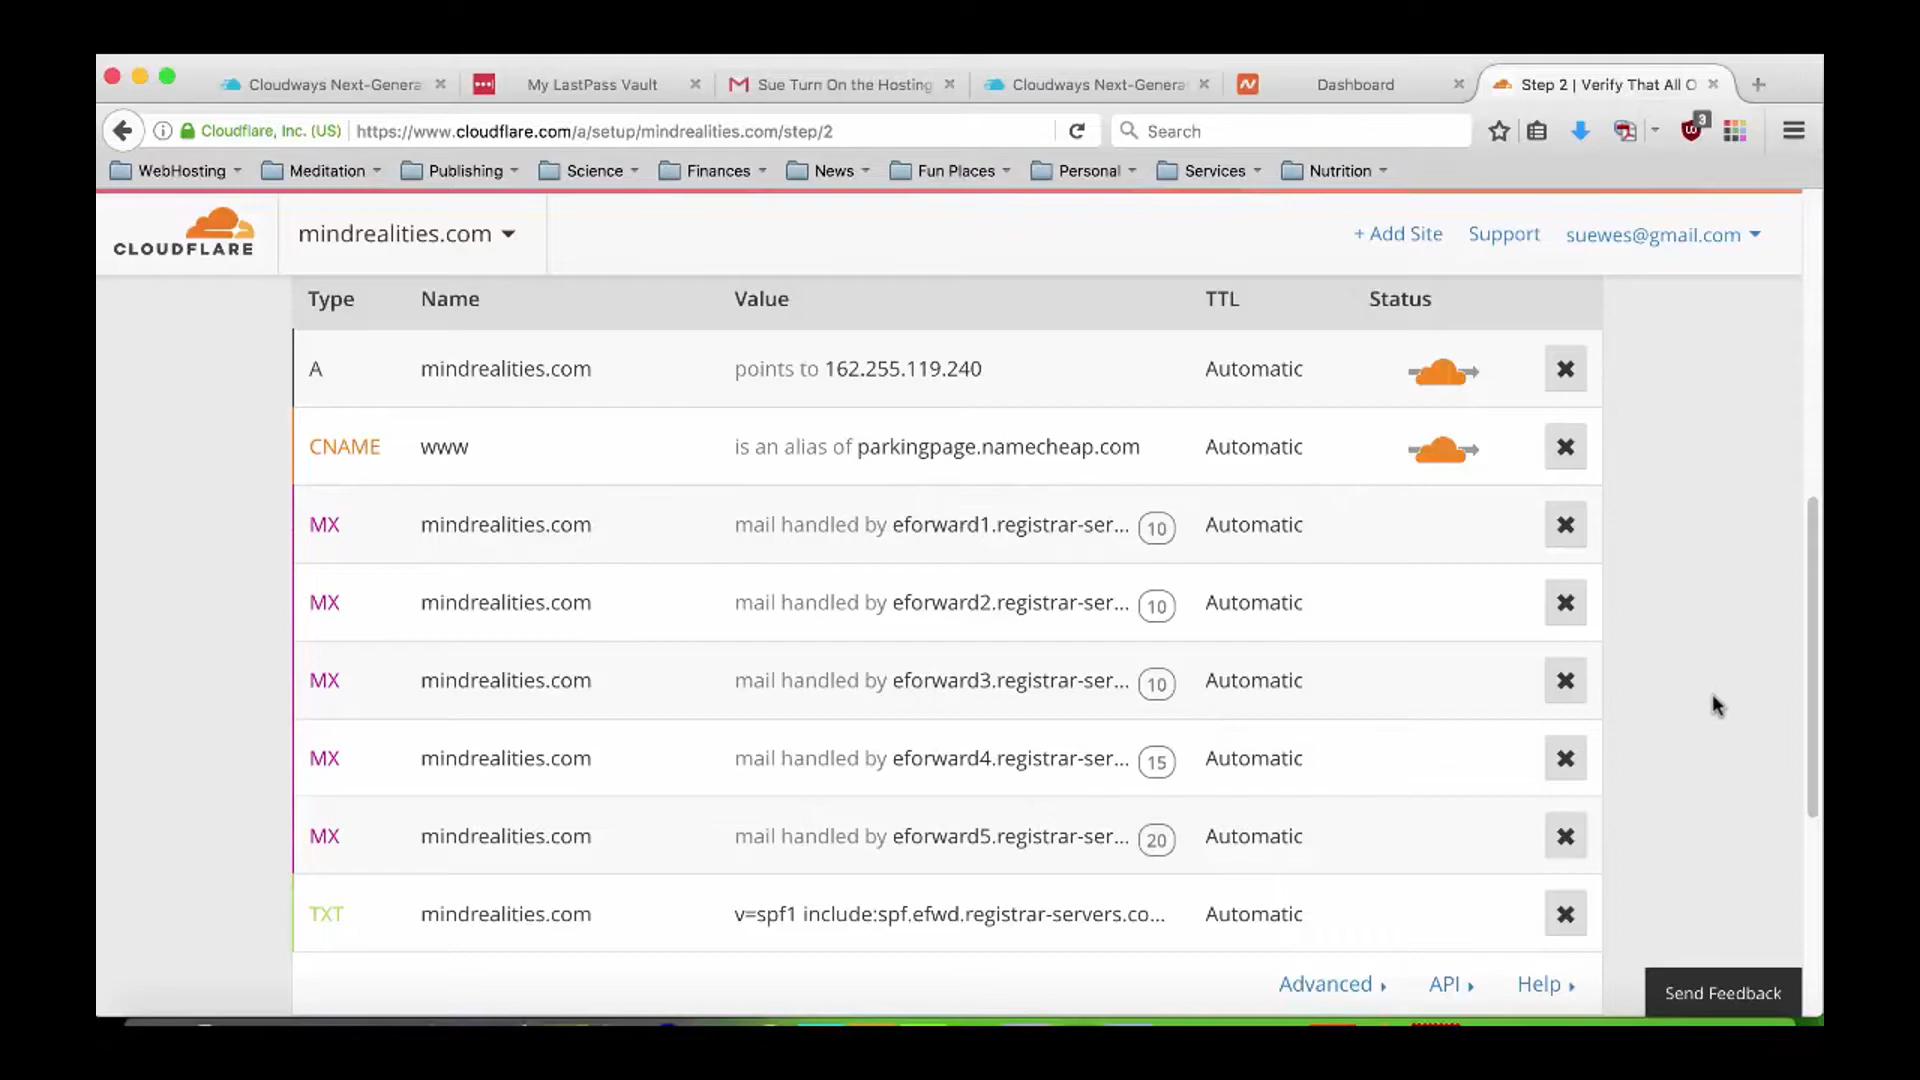 Cloudways Next-Genera
My LastPass Vault
Sue Turn On the Hosting
Cloudways Next-Genera
Dashboard
Step 2 | Verify That All O
Cloudflare, Inc. (US)
https://www.cloudflare.com/a/setup/mindrealities.com/step/2
Search
3
WebHosting
Meditation
Publishing
Science
Finances
News
Fun Places
Personal
Services
Nutrition
CLOUDFLARE
mindrealities.com
+ Add Site
Support
suewes@gmail.com
Type Name Value TTL Status
A mindrealities.com points to 162.255.119.240 Automatic
CNAME www is an alias of parkingpage.namecheap.com Automatic
MX mindrealities.com mail handled by eforward1.registrar-ser... 10 Automatic
MX mindrealities.com mail handled by eforward2.registrar-ser... 10 Automatic
MX mindrealities.com mail handled by eforward3.registrar-ser... 10 Automatic
MX mindrealities.com mail handled by eforward4.registrar-ser... 15 Automatic
MX mindrealities.com mail handled by eforward5.registrar-ser... 20 Automatic
TXT mindrealities.com v=spf1 include:spf.efwd.registrar-servers.co... Automatic
Advanced
API
Help
Send Feedback